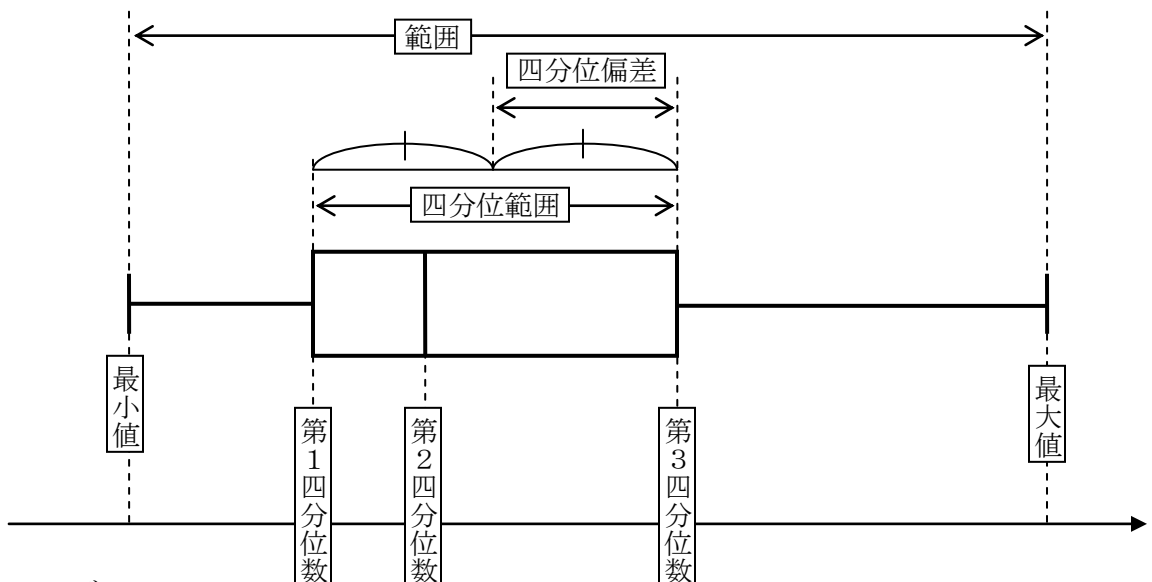 範囲
四分位偏差
四分位範囲
最小値
第1四分位数
第2四分位数
第3四分位数
最大値